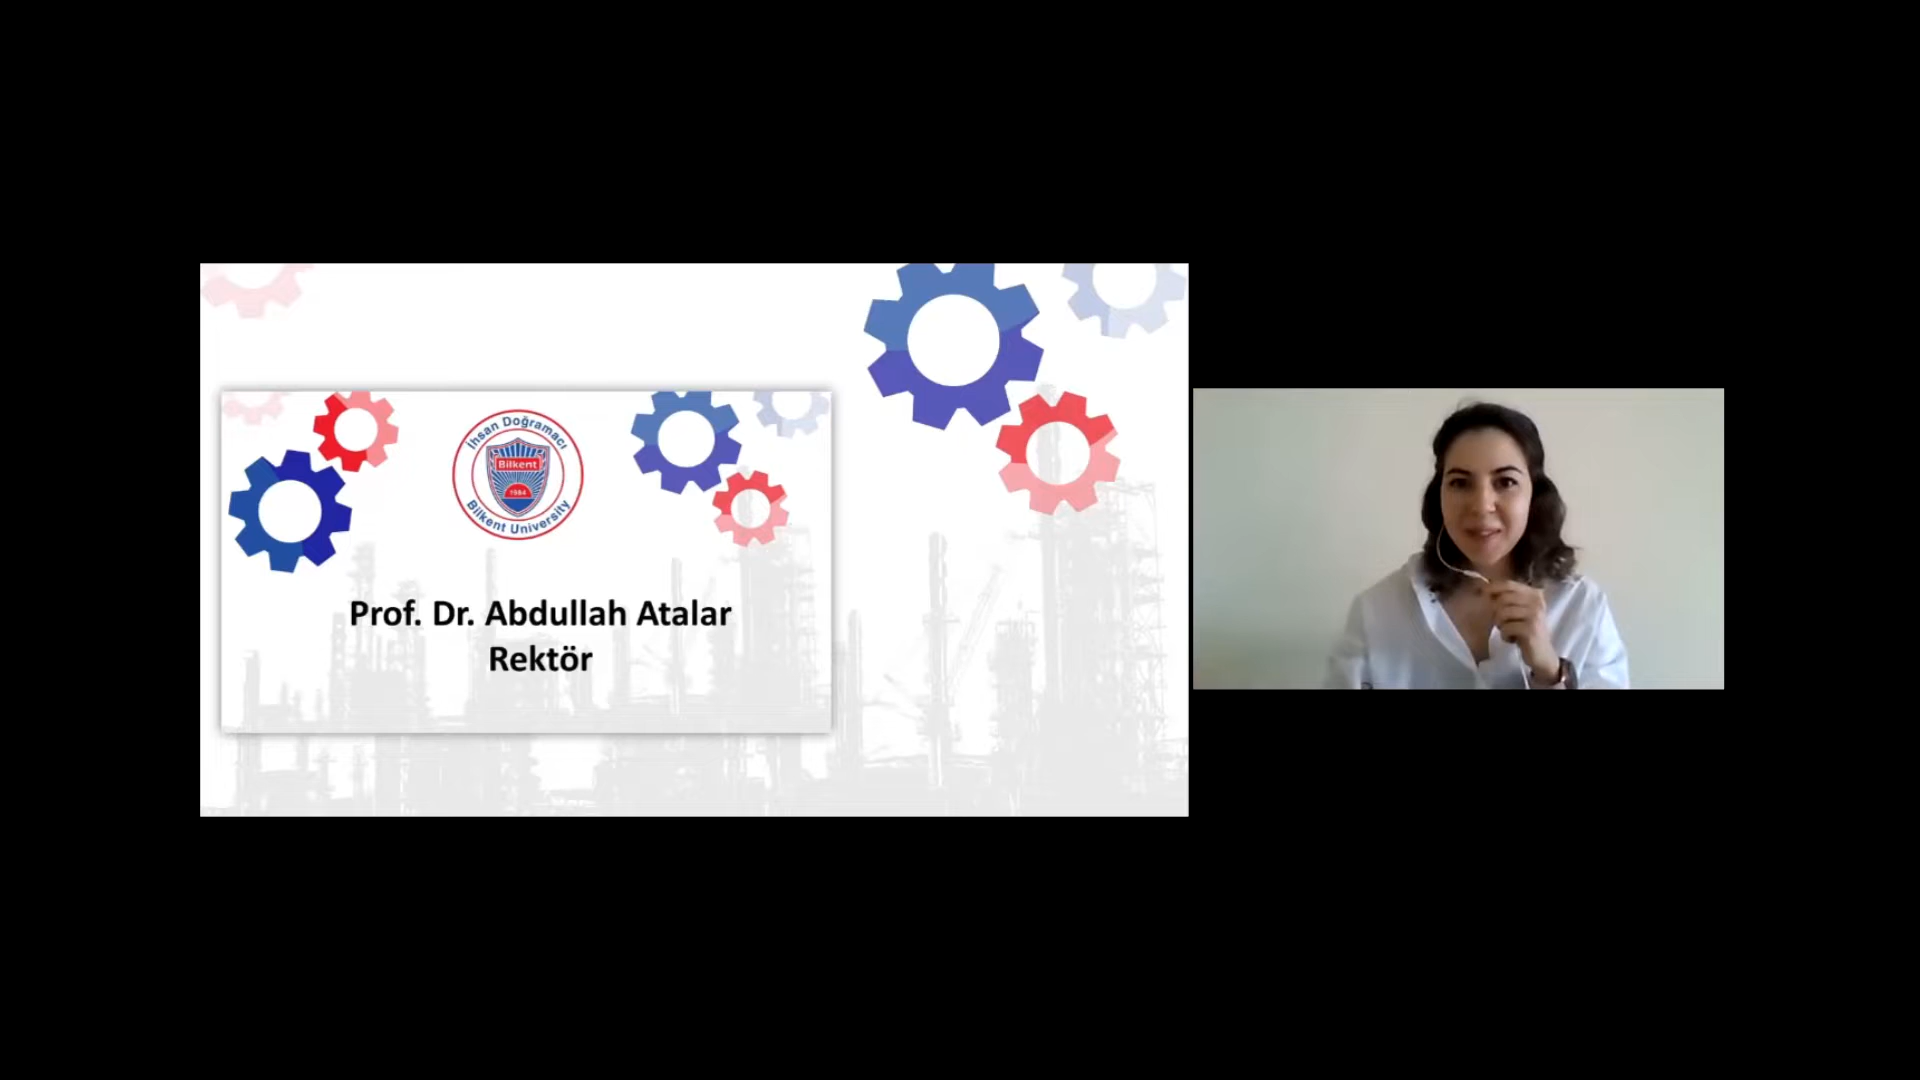 İhsan Doğramacı
Bilkent
1984
Bilkent University
Prof. Dr. Abdullah Atalar
Rektör